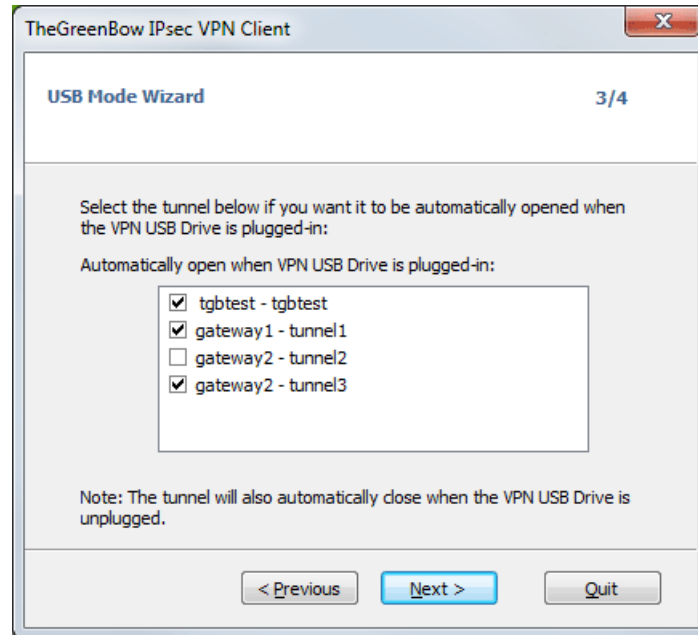 TheGreenBow IPsec VPN Client
USB Mode Wizard 3/4
Select the tunnel below if you want it to be automatically opened when
the VPN USB Drive is plugged-in:
Automatically open when VPN USB Drive is plugged-in:
tgbtest - tgbtest
gateway1 - tunnel1
gateway2 - tunnel2
gateway2 - tunnel3
Note: The tunnel will also automatically close when the VPN USB Drive is
unplugged.
< Previous Next > Quit